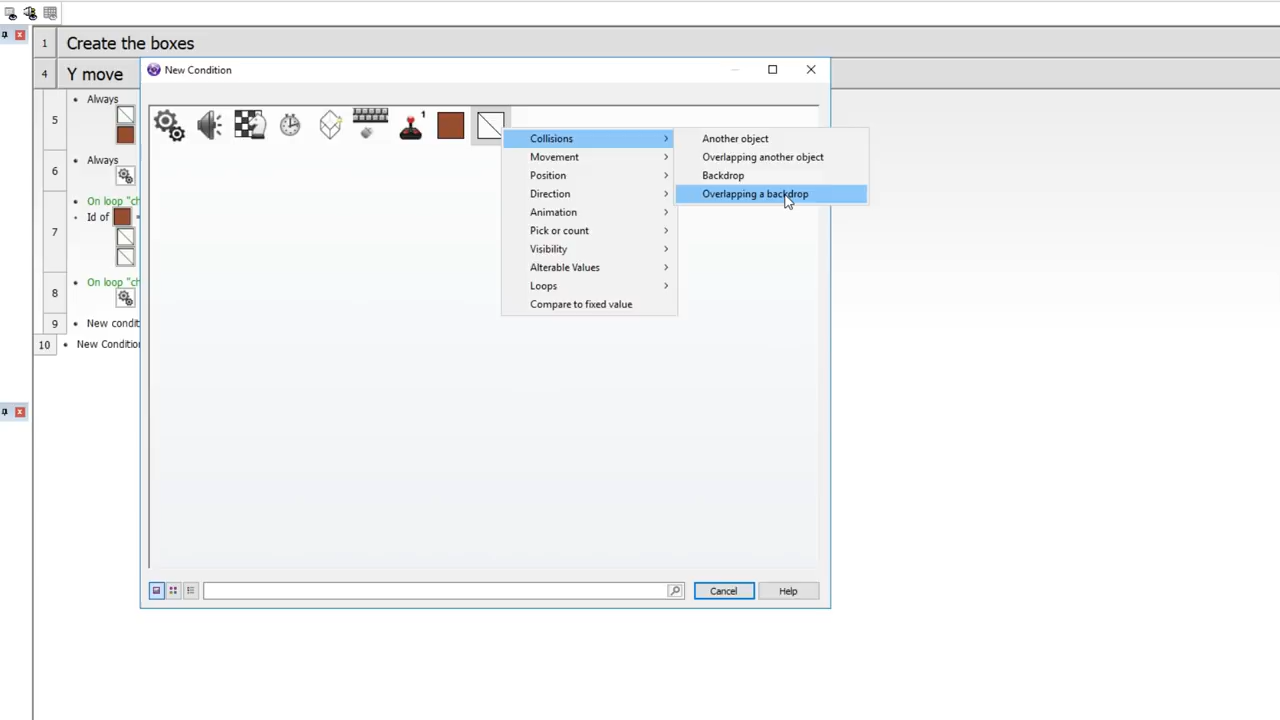 1 Create the boxes
4 Y move
New Condition
5 Always
6 Always
7 On loop "ch
Id of
8 On loop "ch
9 New condit
10 New Condition
1
Collisions
Movement
Position
Direction
Animation
Pick or count
Visibility
Alterable Values
Loops
Compare to fixed value
Another object
Overlapping another object
Backdrop
Overlapping a backdrop
Cancel
Help